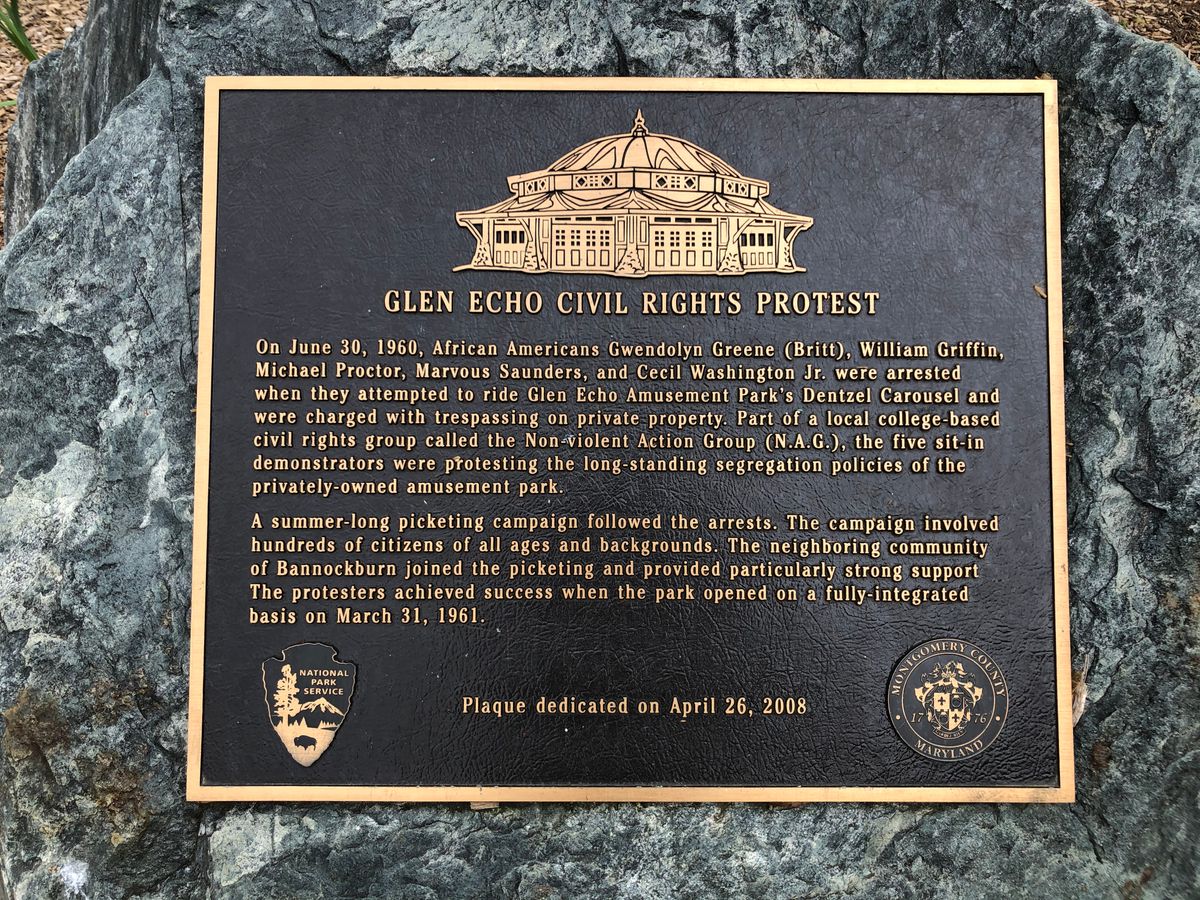 GLEN ECHO CIVIL RIGHTS PROTEST
On June 30, 1960, African Americans Gwendolyn Greene (Britt), William Griffin,
Michael Proctor, Marvous Saunders, and Cecil Washington Jr. were arrested
when they attempted to ride Glen Echo Amusement Park's Dentzel Carousel and
were charged with trespassing on private property. Part of a local college-based
civil rights group called the Non-violent Action Group (N.A.G.), the five sit-in
demonstrators were protesting the long-standing segregation policies of the
privately-owned amusement park.
A summer-long picketing campaign followed the arrests. The campaign involved
hundreds of citizens of all ages and backgrounds. The neighboring community
of Bannockburn joined the picketing and provided particularly strong support
The protesters achieved success when the park opened on a fully-integrated
basis on March 31, 1961.
NATIONAL
PARK
SERVICE
Plaque dedicated on April 26, 2008
MONTGOMERY COUNTY
17 76
MARYLAND